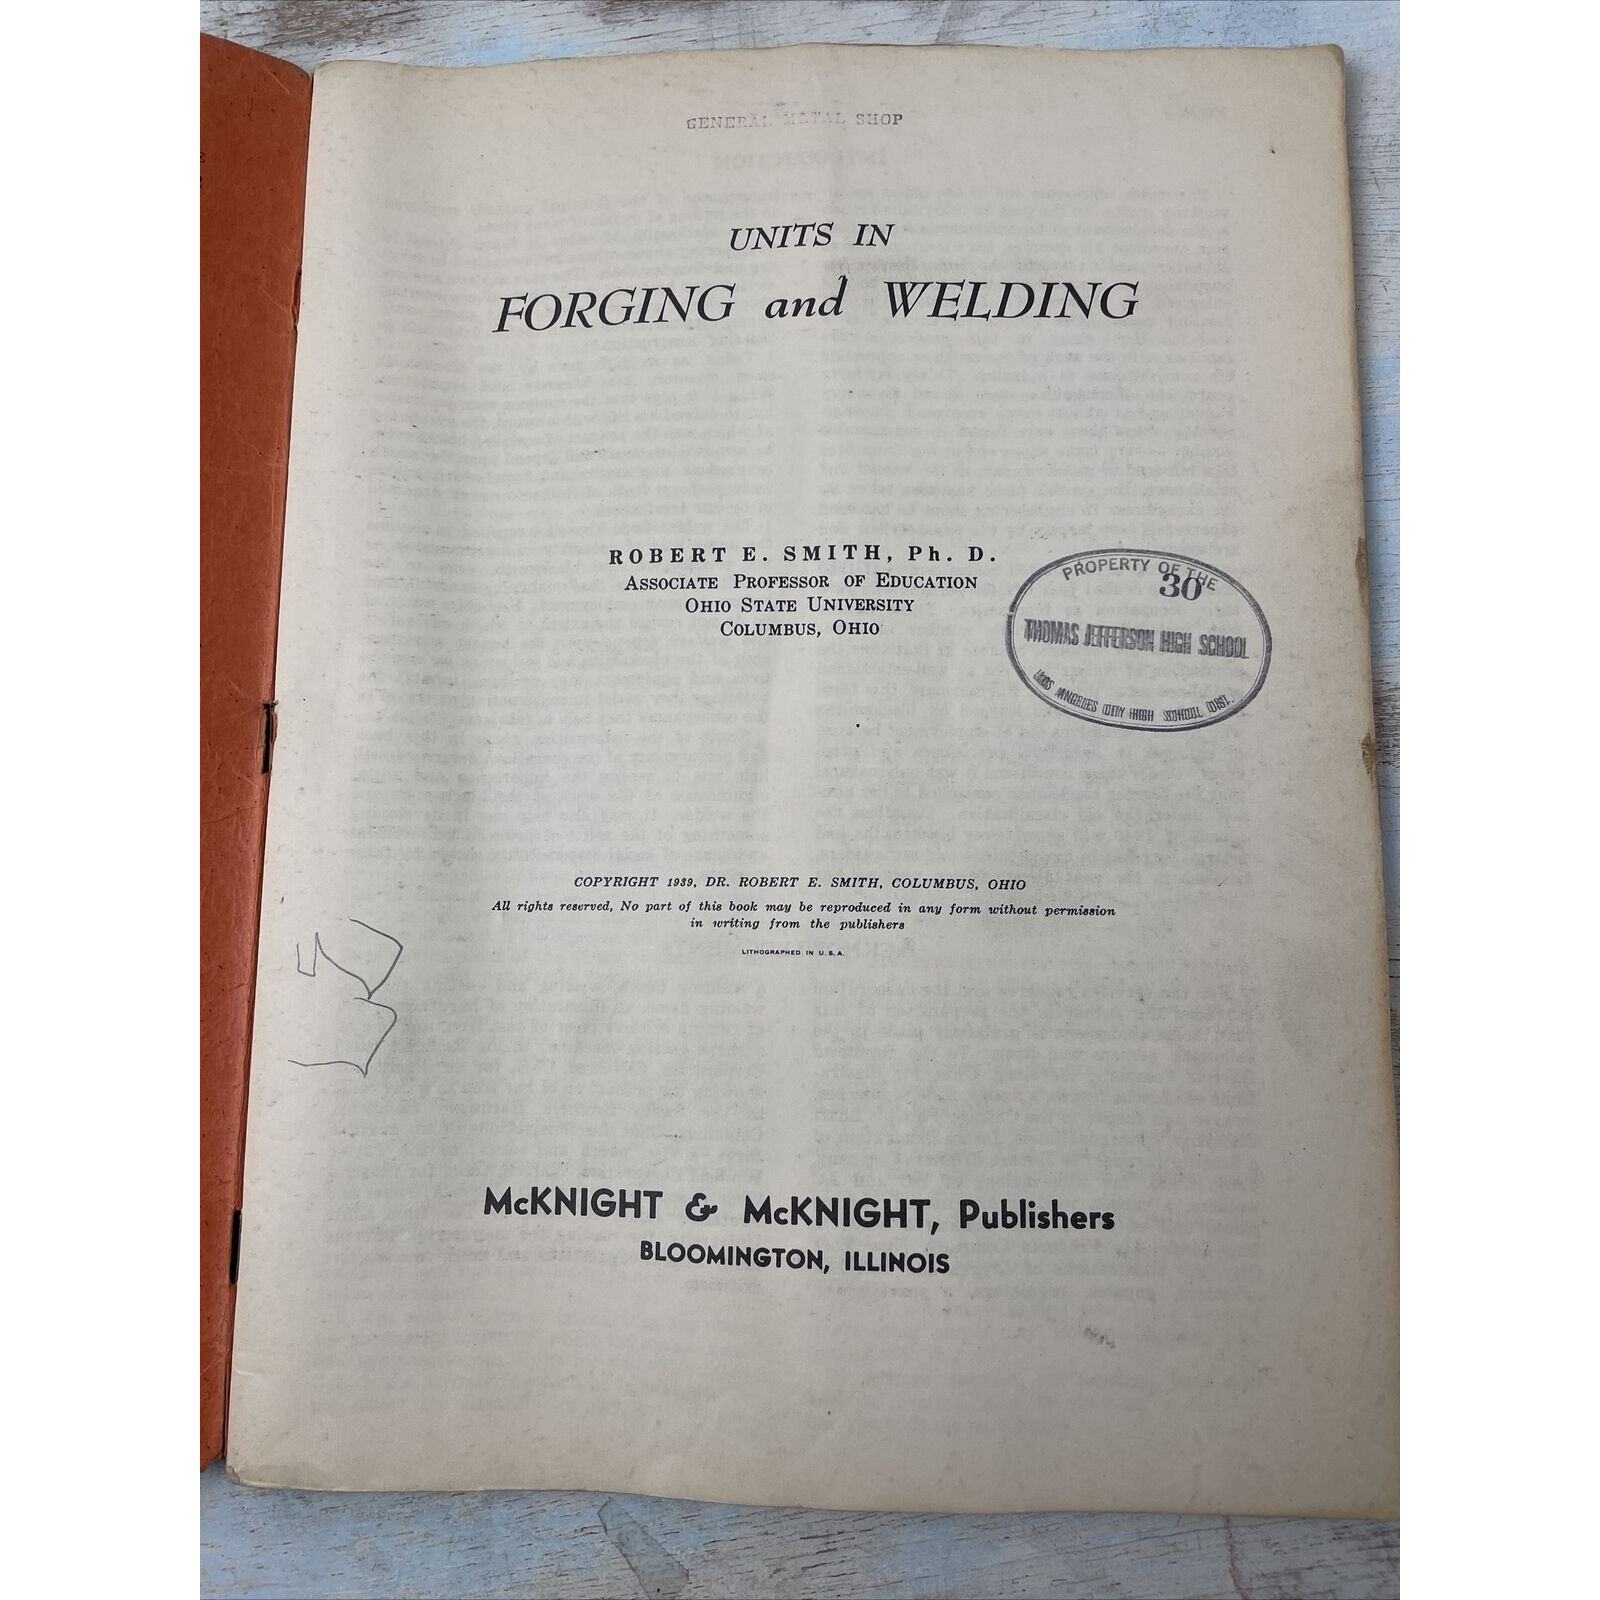 GENERAL METAL SHOP
UNITS IN
FORGING and WELDING
ROBERT E. SMITH, Ph. D.
ASSOCIATE PROFESSOR OF EDUCATION
OHIO STATE UNIVERSITY
COLUMBUS, OHIO
PROPERTY OF THE
30
THOMAS JEFFERSON HIGH SCHOOL
LOS ANGELES CITY HIGH SCHOOL DIST.
COPYRIGHT 1939, DR. ROBERT E. SMITH, COLUMBUS, OHIO
All rights reserved, No part of this book may be reproduced in any form without permission
in writing from the publishers
LITHOGRAPHED IN U. S. A.
McKNIGHT & McKNIGHT, Publishers
BLOOMINGTON, ILLINOIS